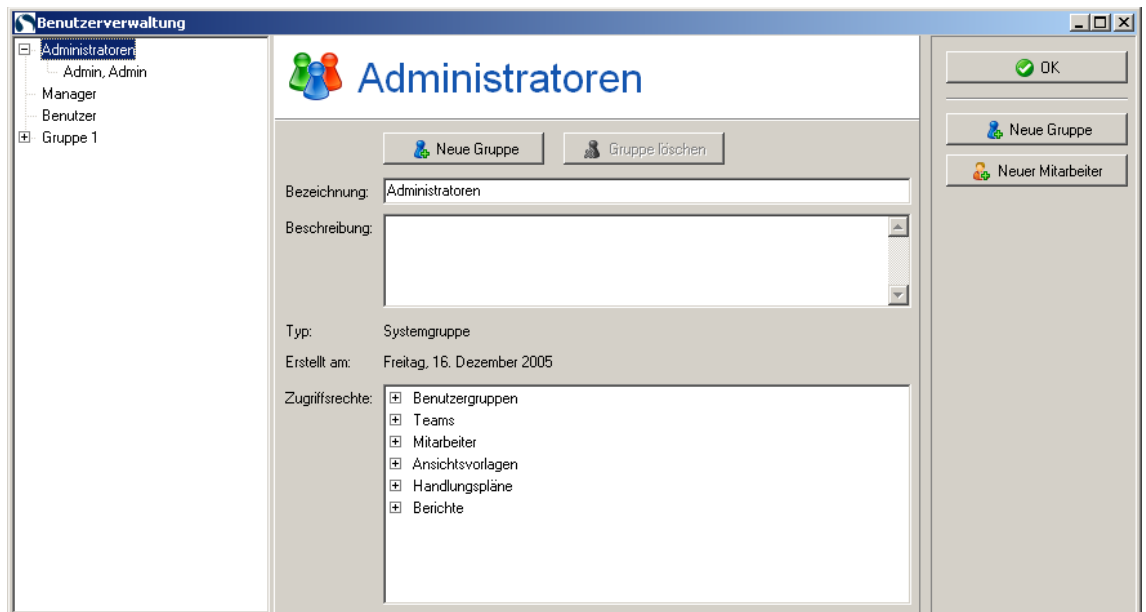 Benutzerverwaltung
Administratoren
Admin, Admin
Manager
Benutzer
Gruppe 1
Administratoren
Neue Gruppe
Gruppe löschen
Bezeichnung:
Administratoren
Beschreibung:
Typ:
Systemgruppe
Erstellt am:
Freitag, 16. Dezember 2005
Zugriffsrechte:
Benutzergruppen
Teams
Mitarbeiter
Ansichtsvorlagen
Handlungspläne
Berichte
OK
Neue Gruppe
Neuer Mitarbeiter